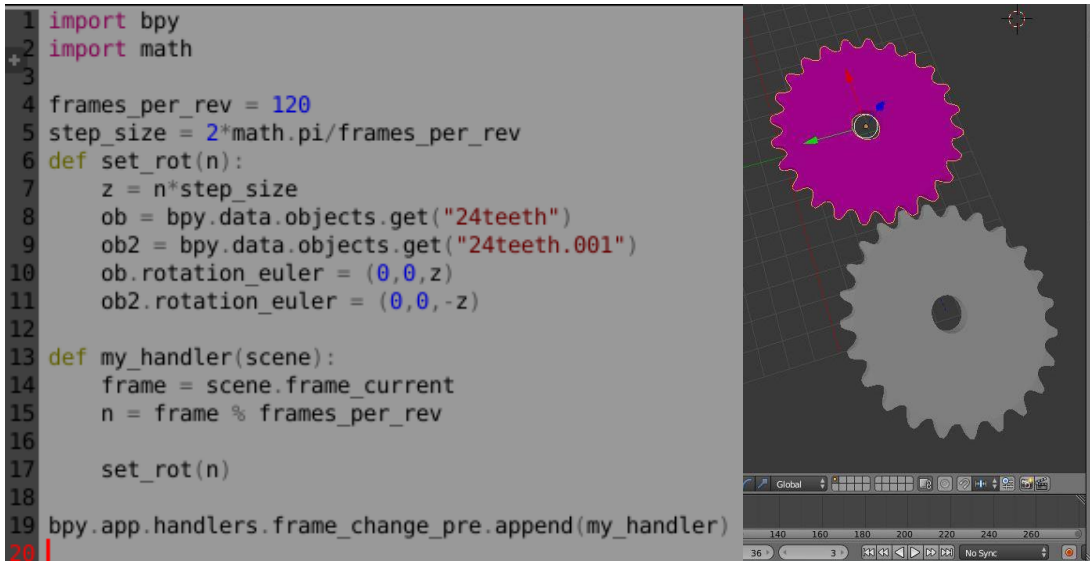 1 import bpy
2 import math
3
4 frames_per_rev = 120
5 step_size = 2*math.pi/frames_per_rev
6 def set_rot(n):
7     z = n*step_size
8     ob = bpy.data.objects.get("24teeth")
9     ob2 = bpy.data.objects.get("24teeth.001")
10     ob.rotation_euler = (0,0,z)
11     ob2.rotation_euler = (0,0,-z)
12
13 def my_handler(scene):
14     frame = scene.frame_current
15     n = frame % frames_per_rev
16
17     set_rot(n)
18
19 bpy.app.handlers.frame_change_pre.append(my_handler)
20
Global
140 160 180 200 220 240 260
36 3 No Sync